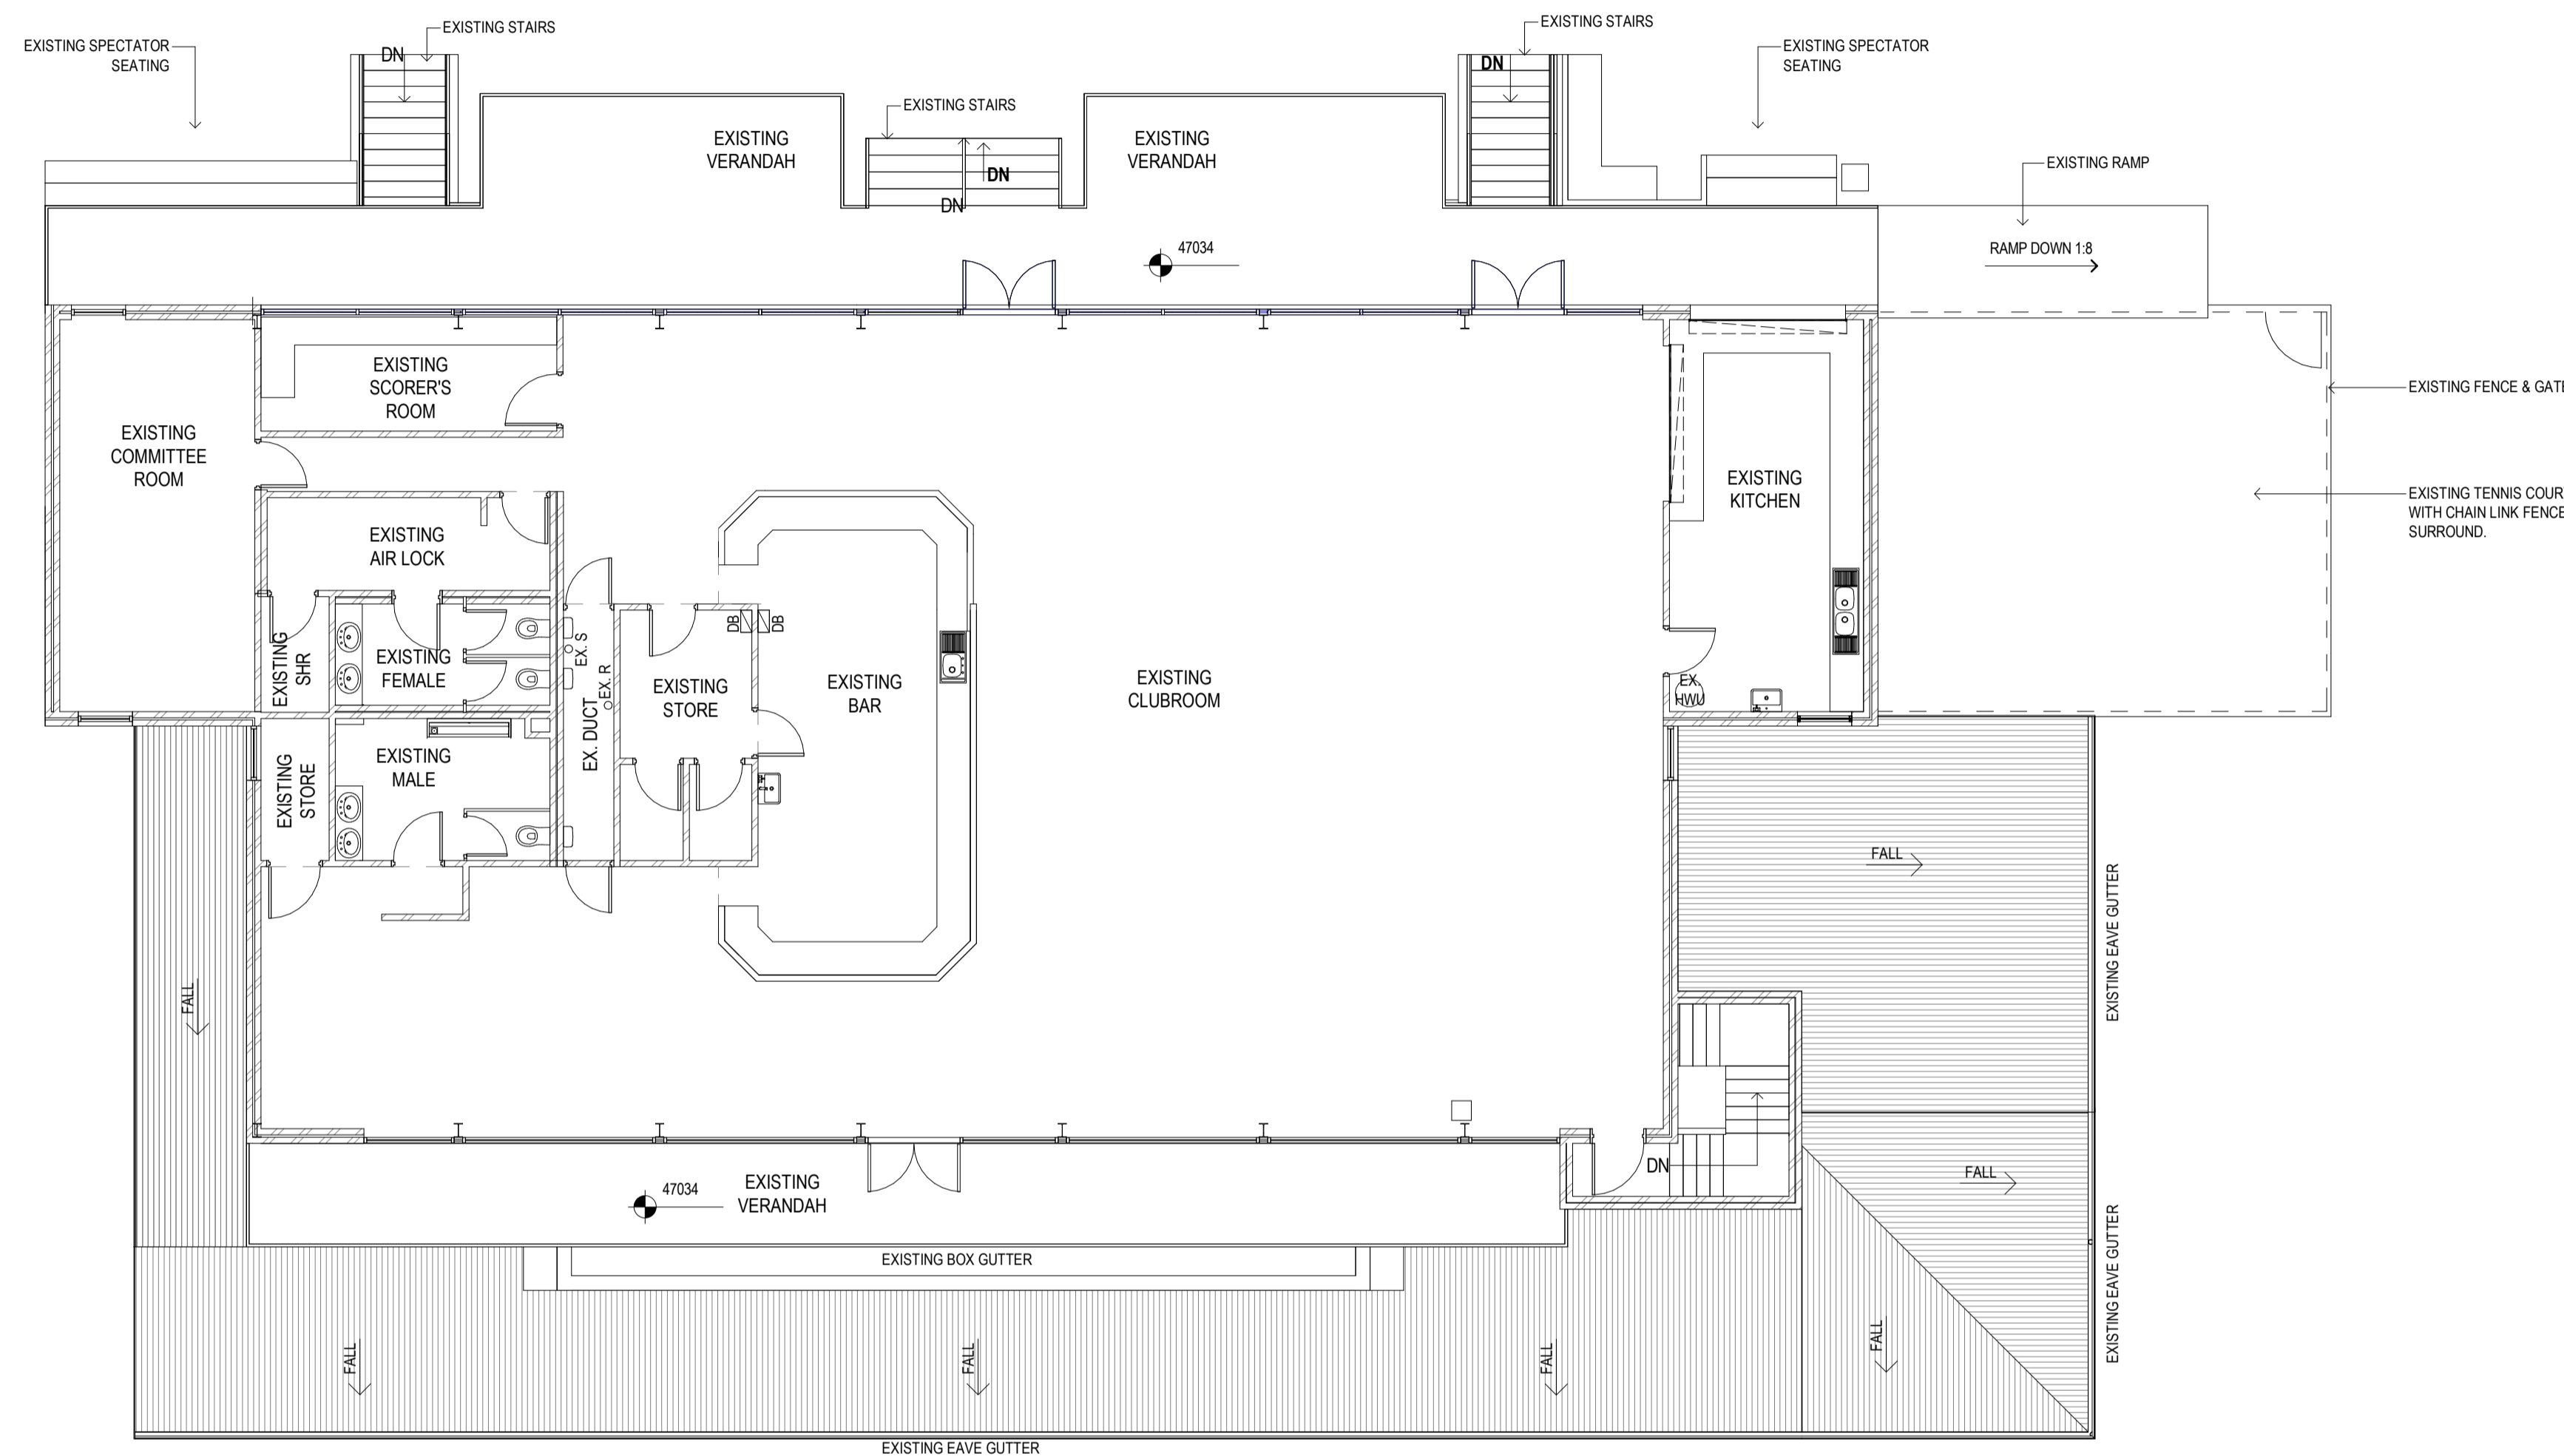 EXISTING STAIRS
EXISTING SPECTATOR
SEATING
DN
EXISTING STAIRS
EXISTING SPECTATOR
SEATING
DN
EXISTING STAIRS
EXISTING
VERANDAH
DN
DN
EXISTING
VERANDAH
EXISTING RAMP
RAMP DOWN 1:8
47034
EXISTING
SCORER'S
ROOM
EXISTING
COMMITTEE
ROOM
EXISTING FENCE & GATE
EXISTING
KITCHEN
EXISTING TENNIS COUR
WITH CHAIN LINK FENCE
SURROUND.
EXISTING
AIR LOCK
EXISTING
SHR
EXISTING
FEMALE
EX. S
EX. R
EX. DUCT
DB
DB
EXISTING
STORE
EXISTING
BAR
EXISTING
CLUBROOM
EX.
HWU
EXISTING
STORE
EXISTING
MALE
FALL
EXISTING EAVE GUTTER
FALL
DN
FALL
47034
EXISTING
VERANDAH
EXISTING BOX GUTTER
EXISTING EAVE GUTTER
FALL
FALL
FALL
FALL
EXISTING EAVE GUTTER